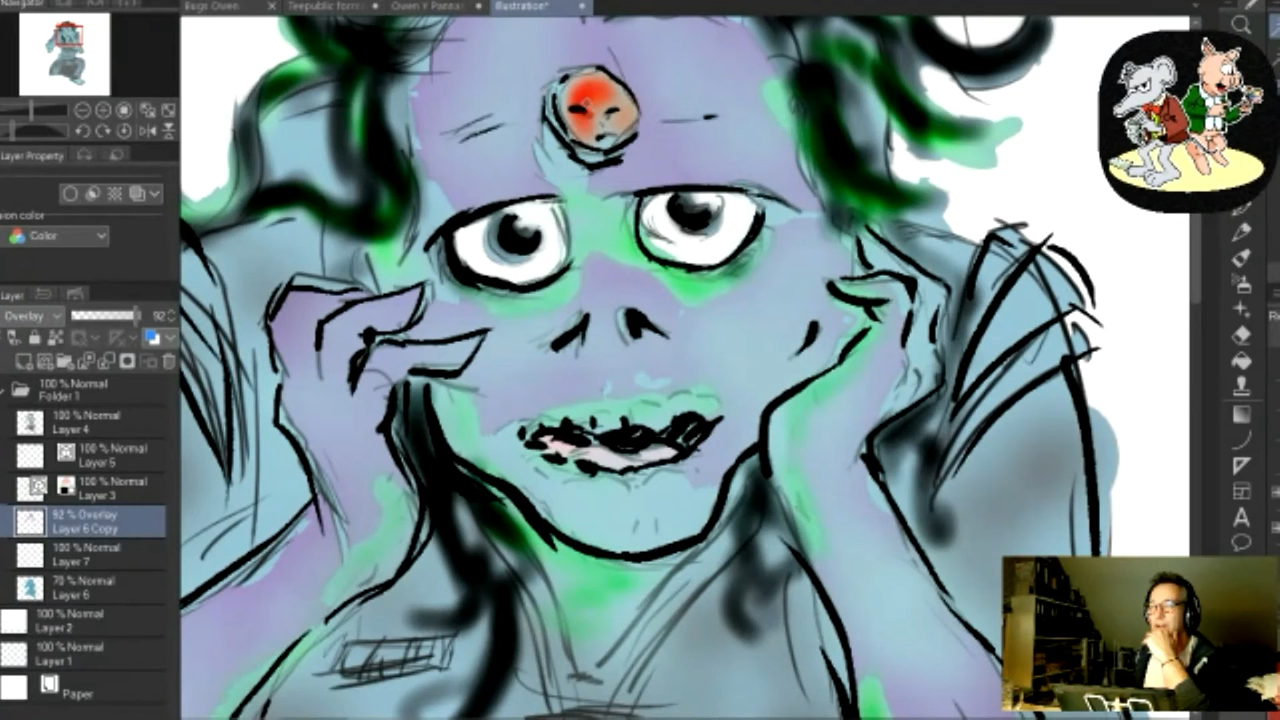 Bugs Owen
Teepublic form
Owen Y Panna
Illustration*
Layer Property
Color
Layer
Overlay
92
100 % Normal
Folder 1
100 % Normal
Layer 4
100 % Normal
Layer 5
100 % Normal
Layer 3
92 % Overlay
Layer 6 Copy
100 % Normal
Layer 7
70 % Normal
Layer 6
100 % Normal
Layer 2
100 % Normal
Layer 1
Paper